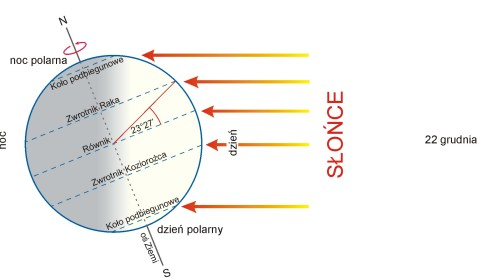 N
noc polarna
Koło podbiegunowe
Zwrotnik Raka
23°27'
Równik
Zwrotnik Koziorożca
Koło podbiegunowe
dzień polarny
oś Ziemi
S
noc
dzień
SŁOŃCE
22 grudnia